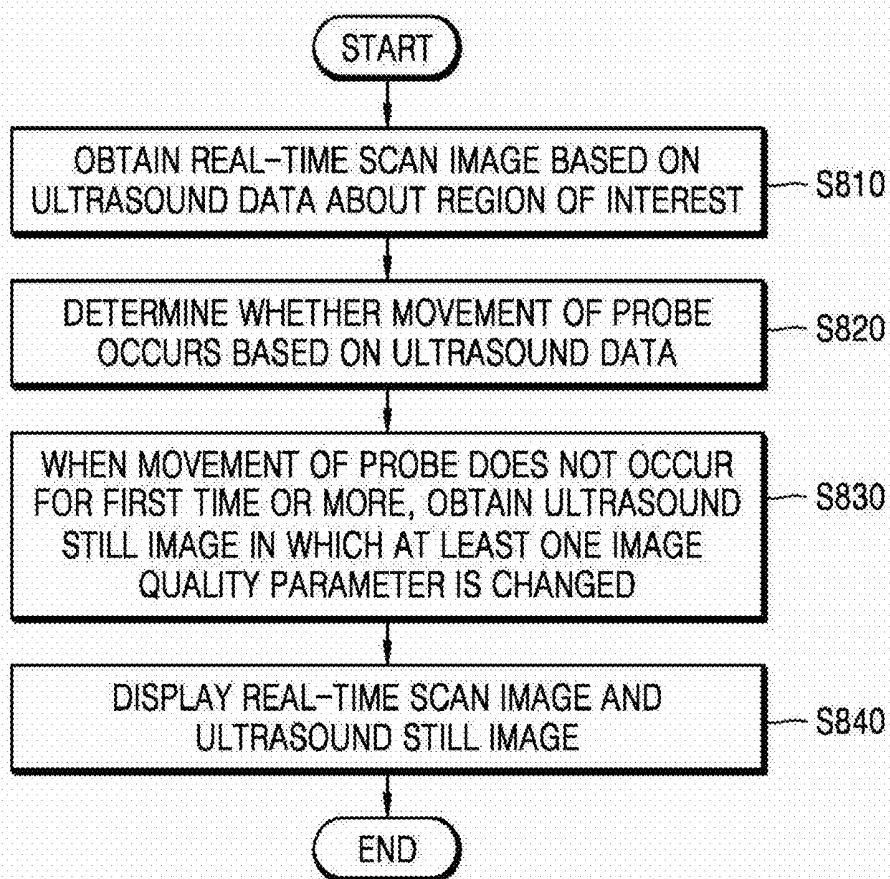 START
OBTAIN REAL-TIME SCAN IMAGE BASED ON
ULTRASOUND DATA ABOUT REGION OF INTEREST
S810
DETERMINE WHETHER MOVEMENT OF PROBE
OCCURS BASED ON ULTRASOUND DATA
S820
WHEN MOVEMENT OF PROBE DOES NOT OCCUR
FOR FIRST TIME OR MORE, OBTAIN ULTRASOUND
STILL IMAGE IN WHICH AT LEAST ONE IMAGE
QUALITY PARAMETER IS CHANGED
S830
DISPLAY REAL-TIME SCAN IMAGE AND
ULTRASOUND STILL IMAGE
S840
END